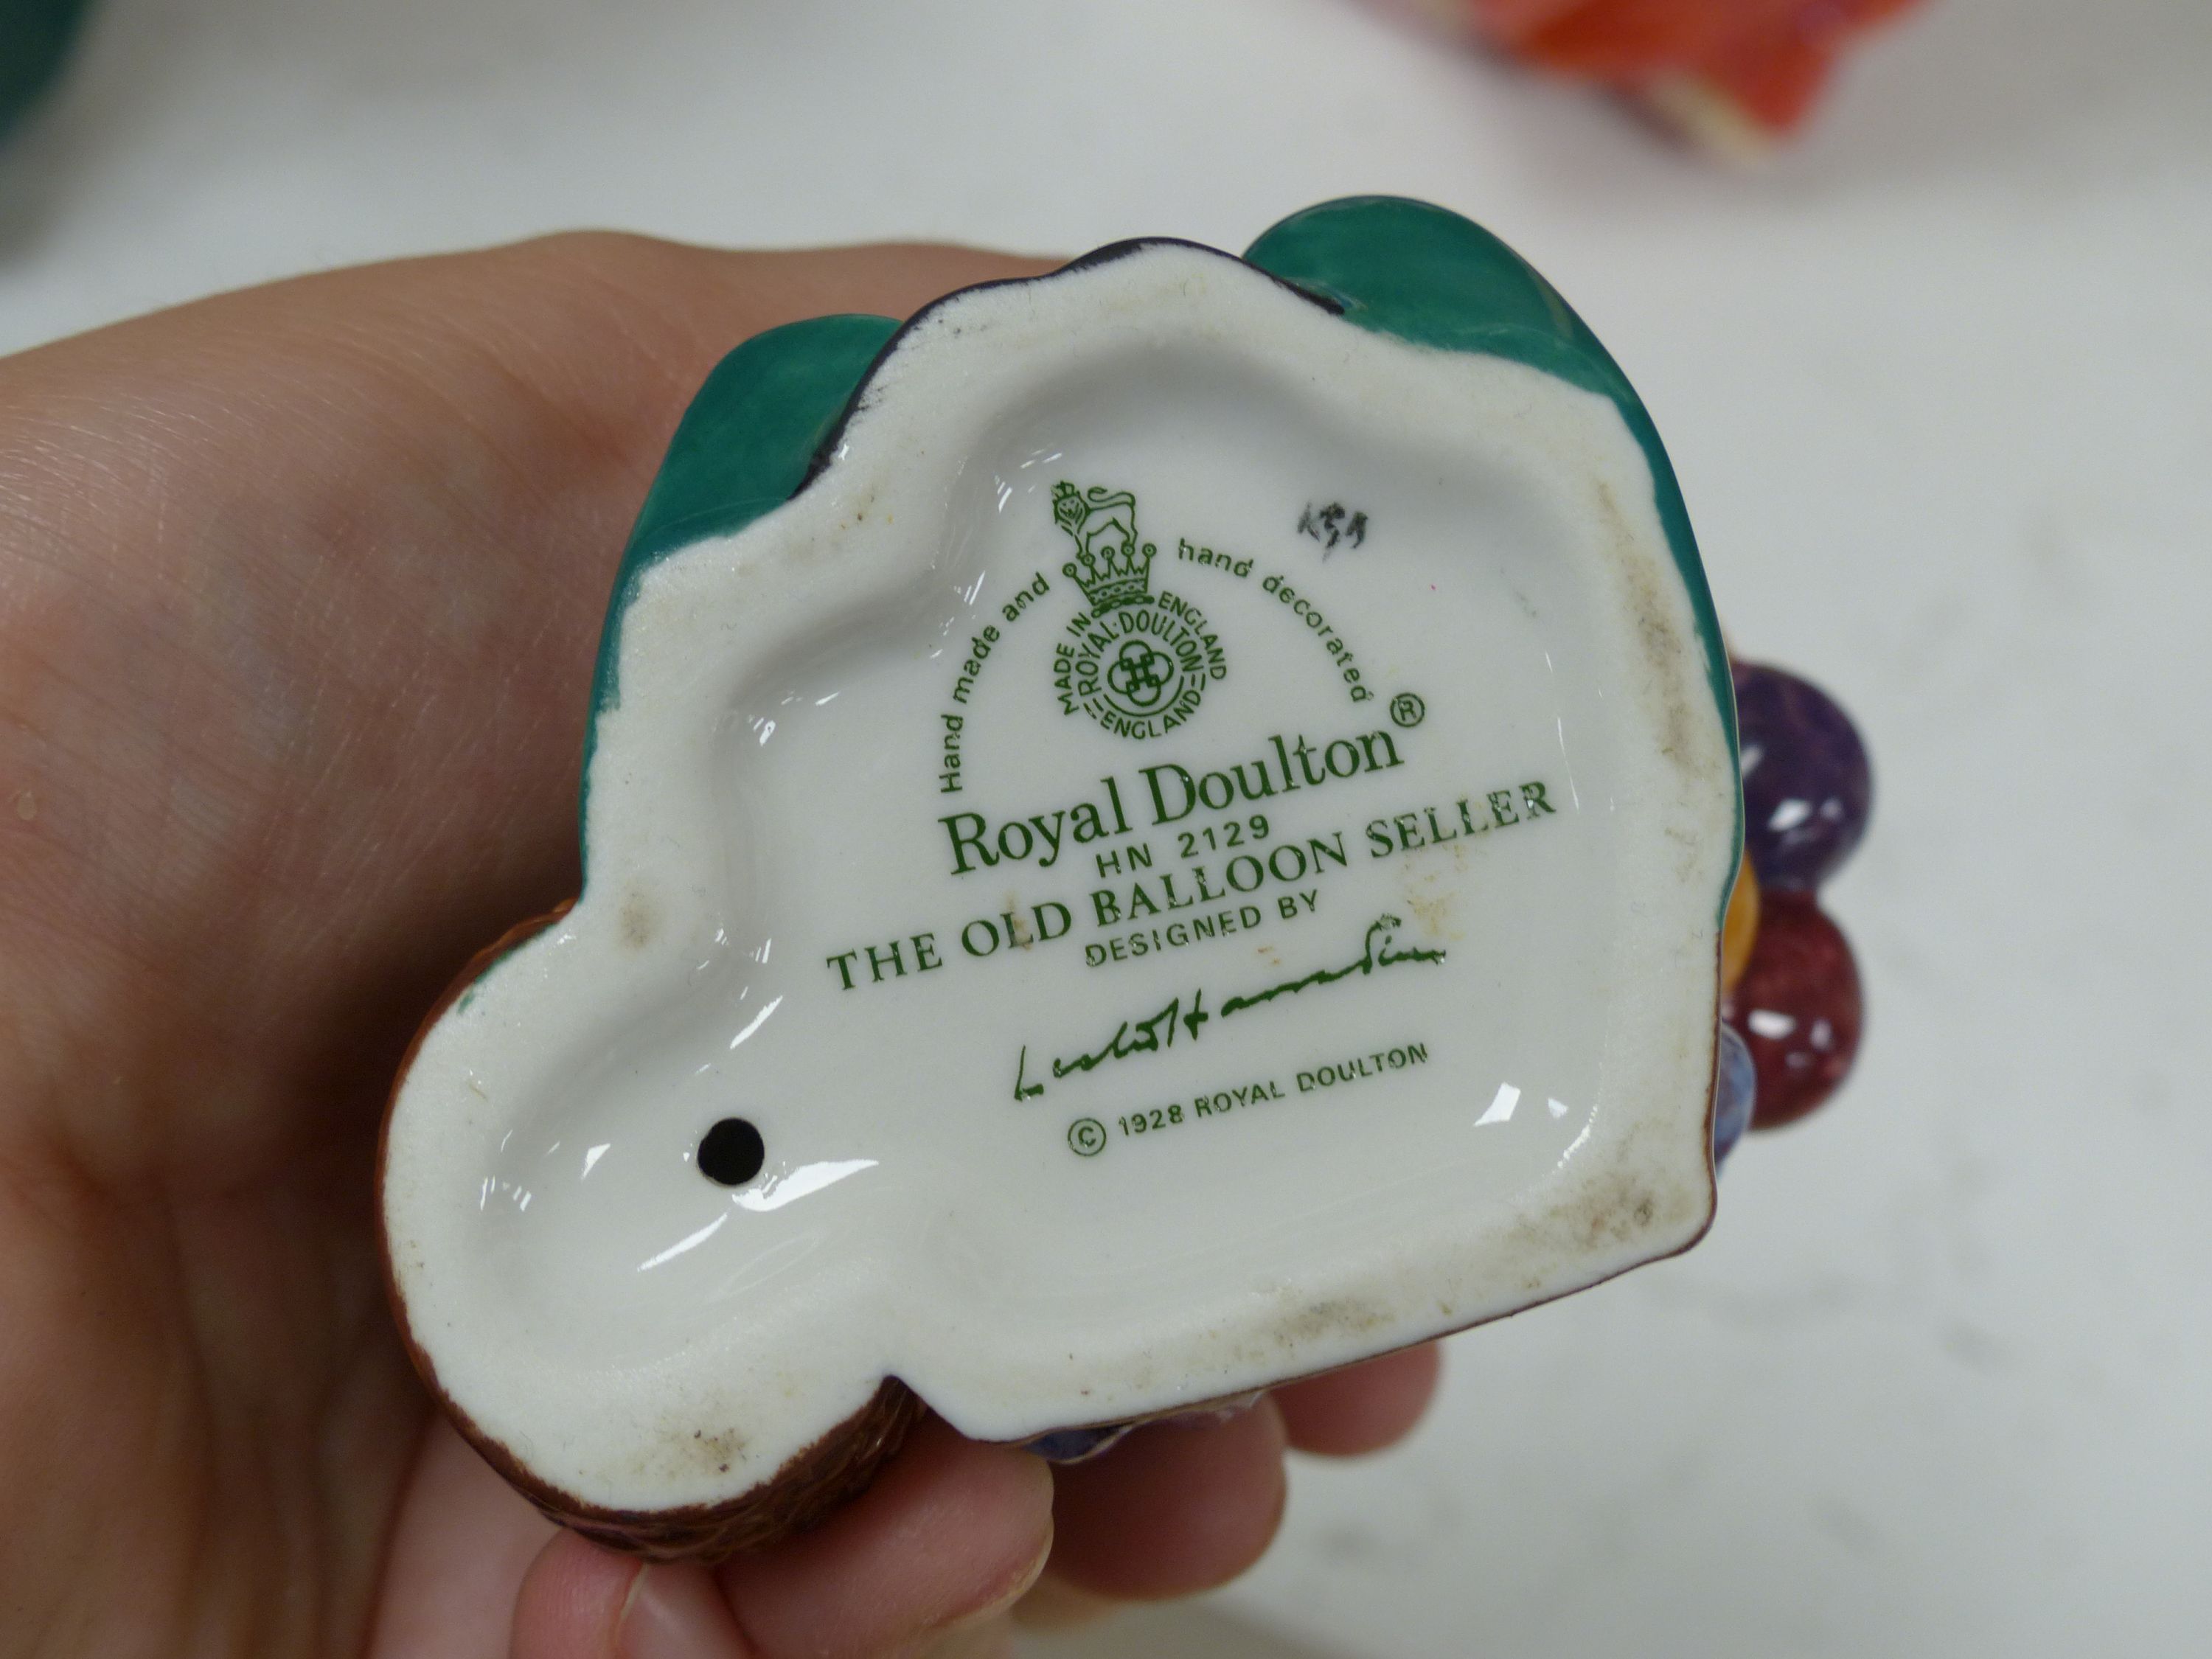 Hand made and hand decorated
MADE IN ENGLAND
ROYAL·DOULTON
ENGLAND
Royal Doulton®
HN 2129
THE OLD BALLOON SELLER
DESIGNED BY
© 1928 ROYAL DOULTON